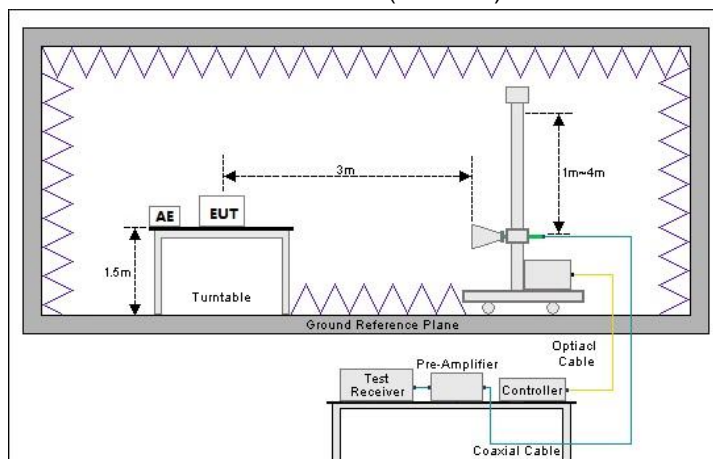 3m
1m~4m
AE
EUT
1.5m
Turntable
Ground Reference Plane
Optiacl
Cable
Pre-Amplifier
Test
Receiver
Controller
Coaxial Cable